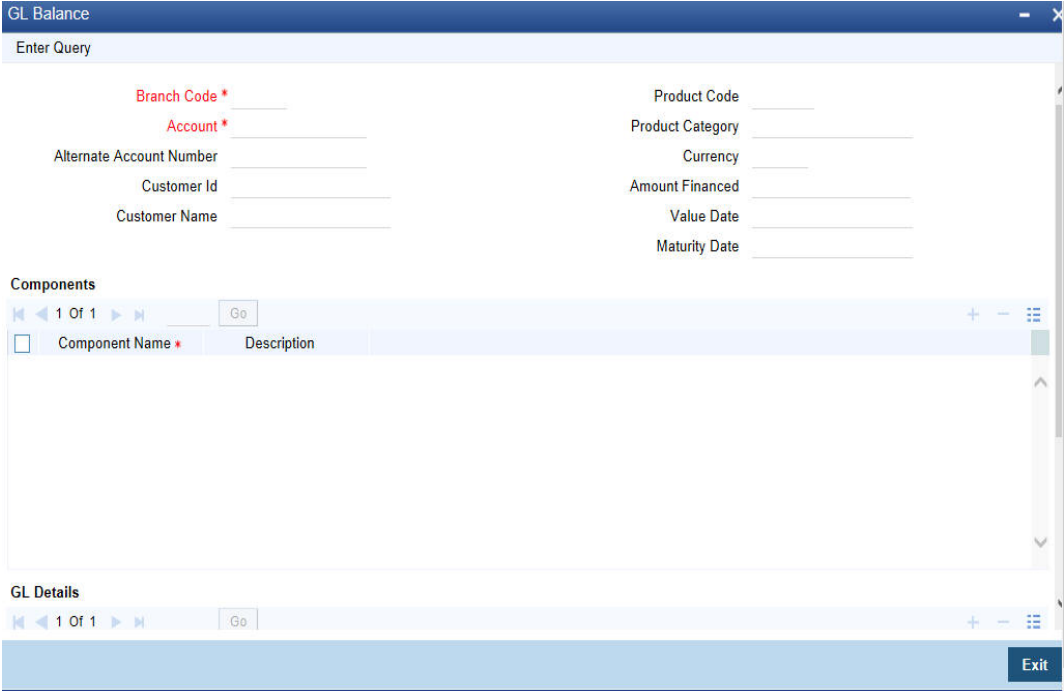 GL Balance
Enter Query
Branch Code *
Account *
Alternate Account Number
Customer Id
Customer Name
Product Code
Product Category
Currency
Amount Financed
Value Date
Maturity Date
Components
1 Of 1 Go
Component Name * Description
GL Details
1 Of 1 Go
Exit